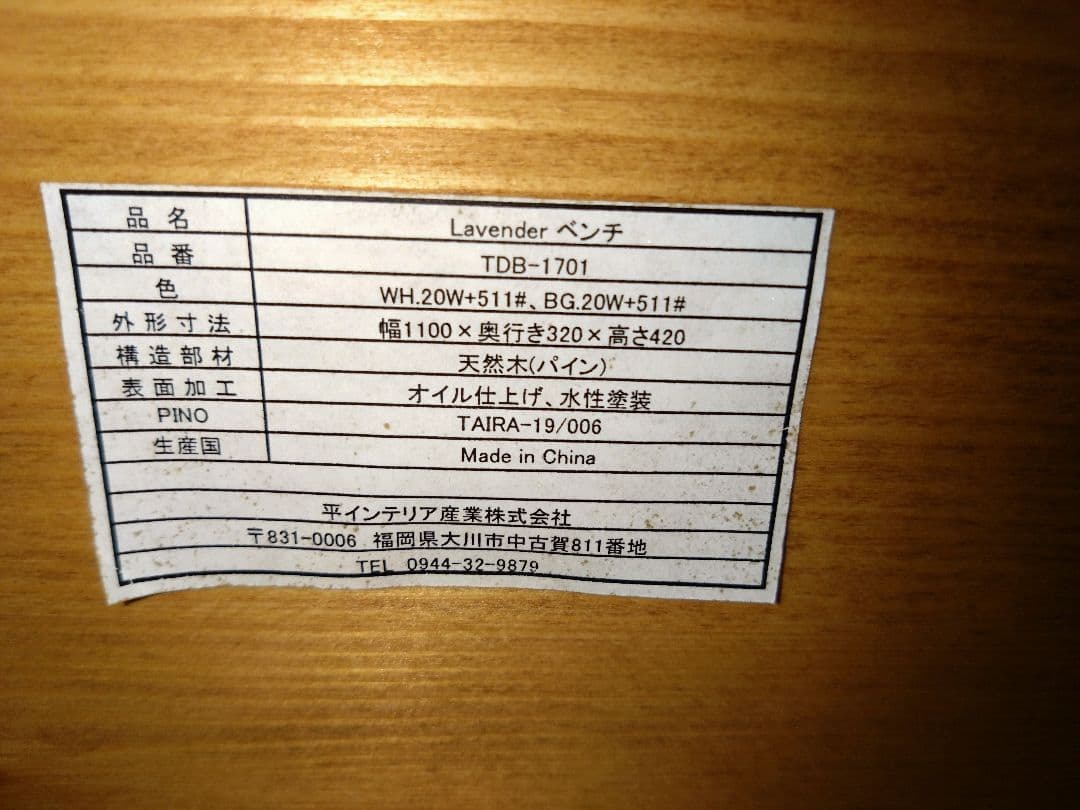 品名 Lavender ベンチ
品番 TDB-1701
色 WH.20W+511#、BG.20W+511#
外形寸法 幅1100×奥行き320×高さ420
構造部材 天然木(パイン)
表面加工 オイル仕上げ、水性塗装
PINO TAIRA-19/006
生産国 Made in China
平インテリア産業株式会社
〒831-0006 福岡県大川市中古賀811番地
TEL 0944-32-9879